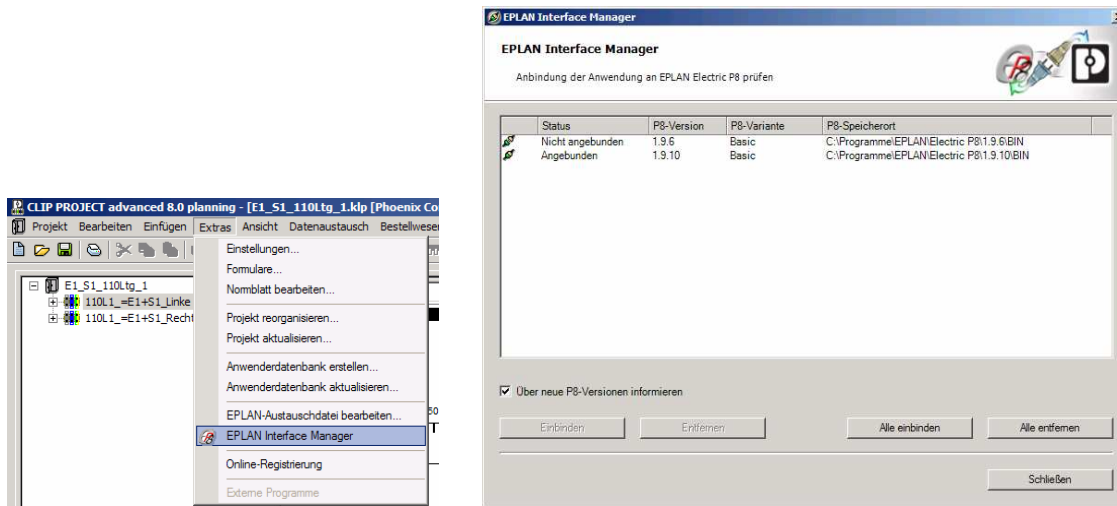 CLIP PROJECT advanced 8.0 planning - [E1_S1_110Ltg_1.klp [Phoenix Co
Projekt Bearbeiten Einfügen Extras Ansicht Datenaustausch Bestellweser
E1_S1_110Ltg_1
110L1_=E1+S1_Linke
110L1_=E1+S1_Recht
Einstellungen...
Formulare...
Normblatt bearbeiten...
Projekt reorganisieren...
Projekt aktualisieren...
Anwenderdatenbank erstellen...
Anwenderdatenbank aktualisieren...
EPLAN-Austauschdatei bearbeiten...
EPLAN Interface Manager
Online-Registrierung
Externe Programme
50
EPLAN Interface Manager
EPLAN Interface Manager
Anbindung der Anwendung an EPLAN Electric P8 prüfen
Status P8-Version P8-Variante P8-Speicherort
Nicht angebunden 1.9.6 Basic C:\Programme\EPLAN\Electric P8\1.9.6\BIN
Angebunden 1.9.10 Basic C:\Programme\EPLAN\Electric P8\1.9.10\BIN
Über neue P8-Versionen informieren
Einbinden Entfernen Alle einbinden Alle entfernen
Schließen